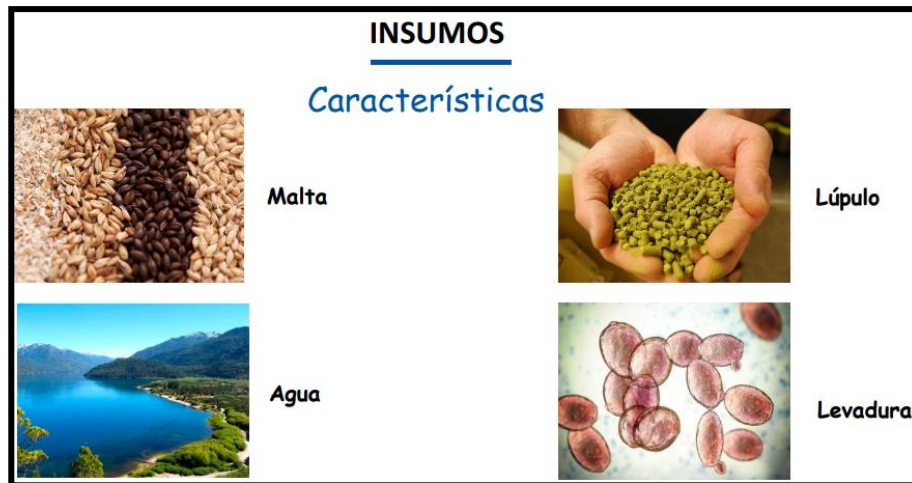 INSUMOS
Características
Malta
Lúpulo
Agua
Levadura